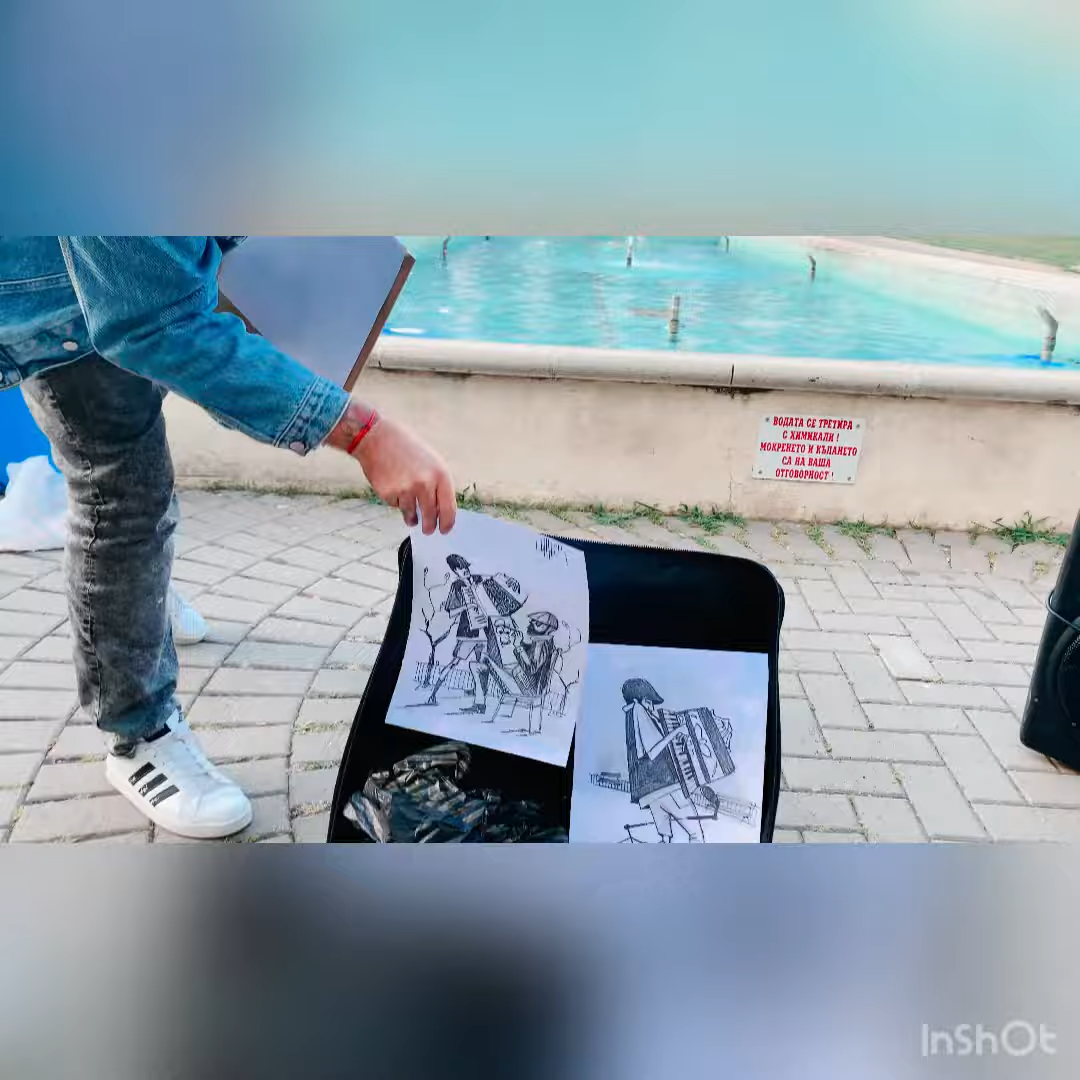 ВОДАТА СЕ ТРЕТИРА
С ХИМИКАЛИ !
МОКРЕНЕТО И КЪПАНЕТО
СА НА ВАША
ОТГОВОРНОСТ !
InShOt